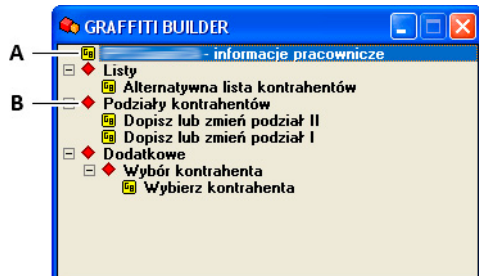 GRAFFITI BUILDER
A
- informacje pracownicze
Listy
Alternatywna lista kontrahentów
B
Podziały kontrahentów
Dopisz lub zmień podział II
Dopisz lub zmień podział I
Dodatkowe
Wybór kontrahenta
Wybierz kontrahenta